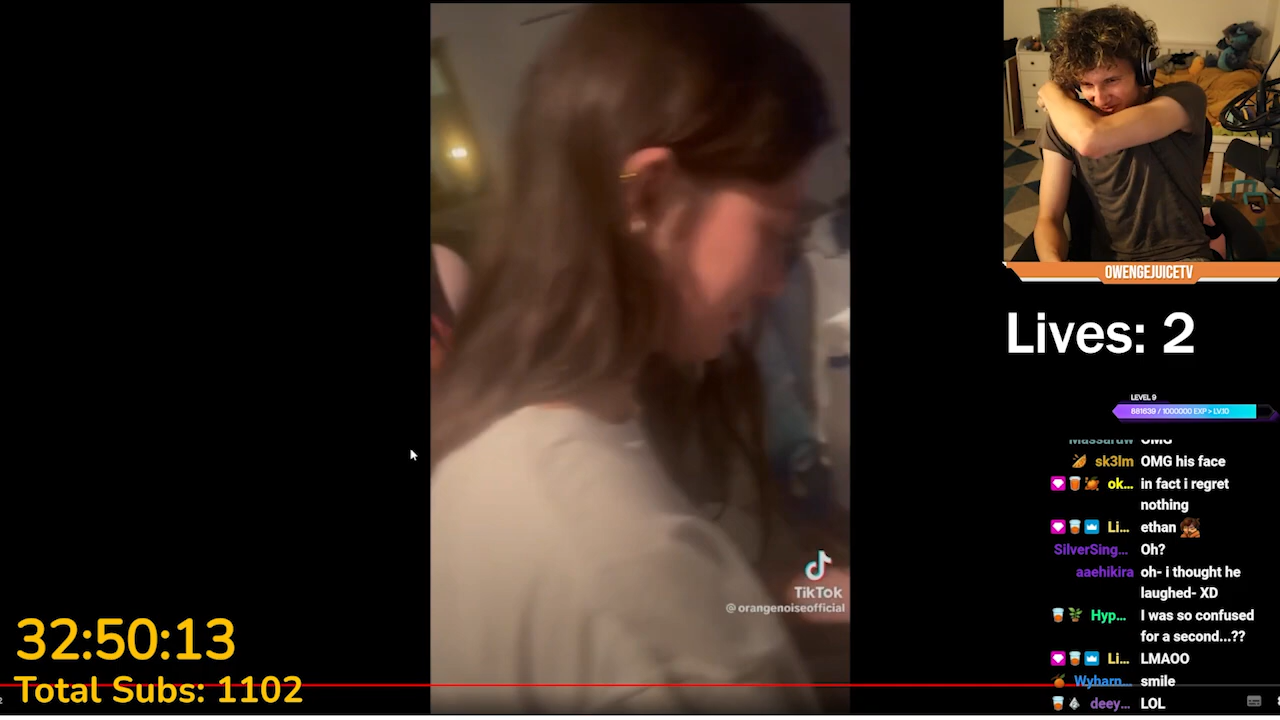 OWENGEJUICETV
Lives: 2
LEVEL 9
881639 / 1000000 EXP > LV.10
sk3lm OMG his face
ok... in fact i regret
nothing
Li... ethan
SilverSing... Oh?
aaehikira oh- i thought he
laughed- XD
Hyp... I was so confused
for a second...??
Li... LMAOO
Wyharn... smile
deey... LOL
TikTok
@orangenoiseofficial
32:50:13
Total Subs: 1102